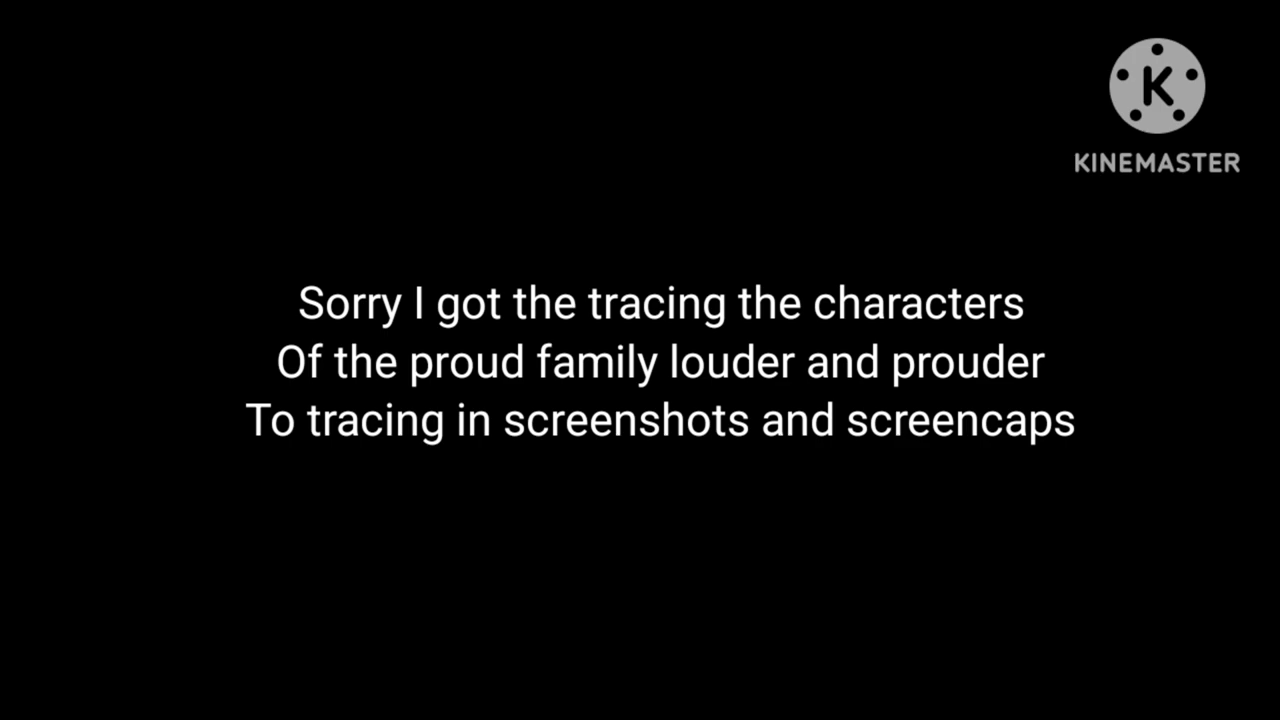 K
KINEMASTER
Sorry I got the tracing the characters
Of the proud family louder and prouder
To tracing in screenshots and screencaps